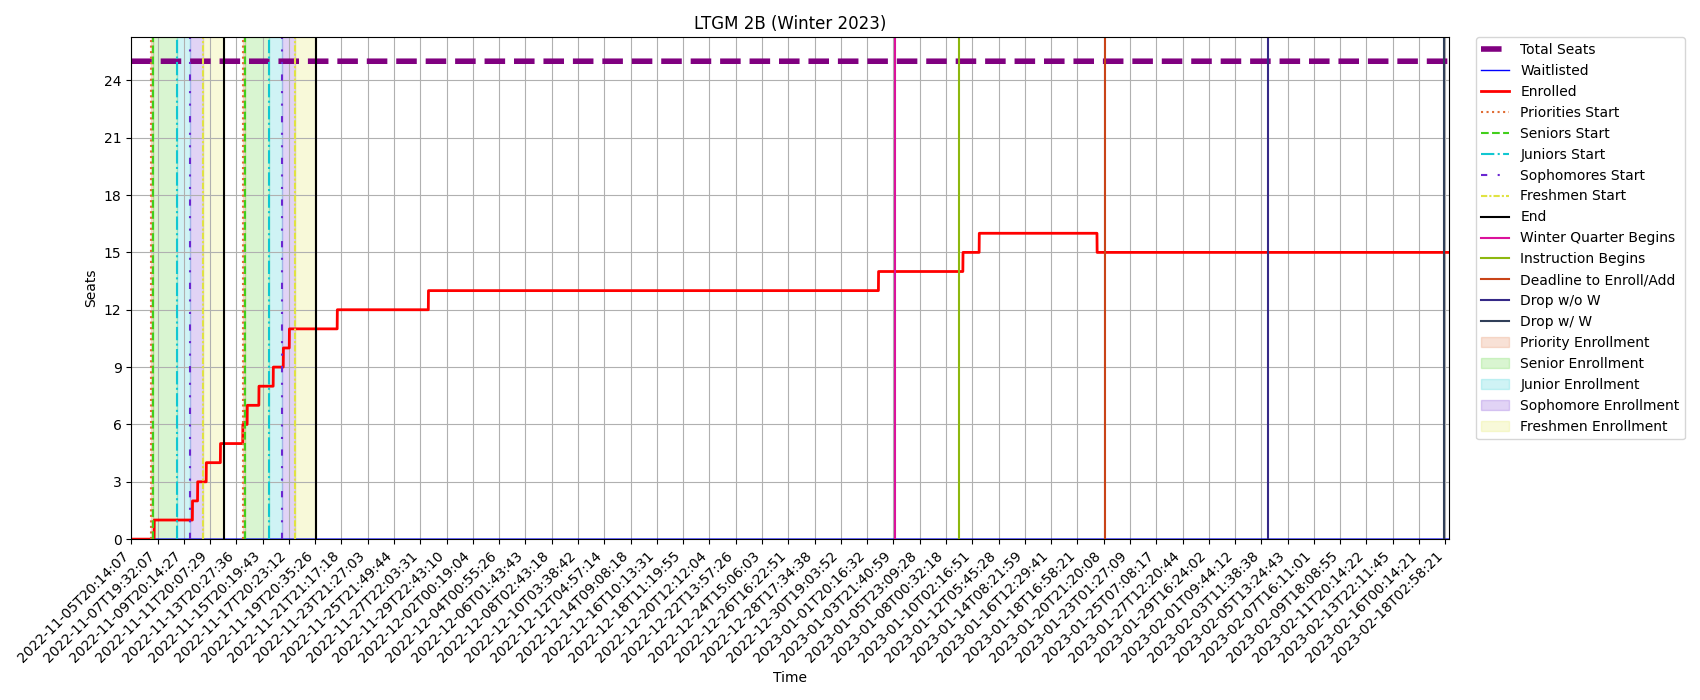 LTGM 2B (Winter 2023)
Seats
24
21
18
15
12
9
6
3
0
2022-11-05T20:14:07
2022-11-07T19:32:07
2022-11-09T20:14:27
2022-11-11T20:07:29
2022-11-13T20:27:36
2022-11-15T20:19:43
2022-11-17T20:23:12
2022-11-19T20:35:26
2022-11-21T21:17:18
2022-11-23T21:27:03
2022-11-25T21:49:44
2022-11-27T22:03:31
2022-11-29T22:43:10
2022-12-02T00:19:04
2022-12-04T00:55:26
2022-12-06T01:43:43
2022-12-08T02:43:18
2022-12-10T03:38:42
2022-12-12T04:57:14
2022-12-14T09:08:18
2022-12-16T10:13:31
2022-12-18T11:19:55
2022-12-20T12:12:04
2022-12-22T13:57:26
2022-12-24T15:06:03
2022-12-26T16:22:51
2022-12-28T17:34:38
2022-12-30T19:03:52
2023-01-01T20:16:32
2023-01-03T21:40:59
2023-01-05T23:09:28
2023-01-08T00:32:18
2023-01-10T02:16:51
2023-01-12T05:45:28
2023-01-14T08:21:59
2023-01-16T12:29:41
2023-01-18T16:58:21
2023-01-20T21:20:08
2023-01-23T01:27:09
2023-01-25T07:08:17
2023-01-27T12:20:44
2023-01-29T16:24:02
2023-02-01T09:44:12
2023-02-03T11:38:38
2023-02-05T13:24:43
2023-02-07T16:11:01
2023-02-09T18:08:55
2023-02-11T20:14:22
2023-02-13T22:11:45
2023-02-16T00:14:21
2023-02-18T02:58:21
Time
Total Seats
Waitlisted
Enrolled
Priorities Start
Seniors Start
Juniors Start
Sophomores Start
Freshmen Start
End
Winter Quarter Begins
Instruction Begins
Deadline to Enroll/Add
Drop w/o W
Drop w/ W
Priority Enrollment
Senior Enrollment
Junior Enrollment
Sophomore Enrollment
Freshmen Enrollment